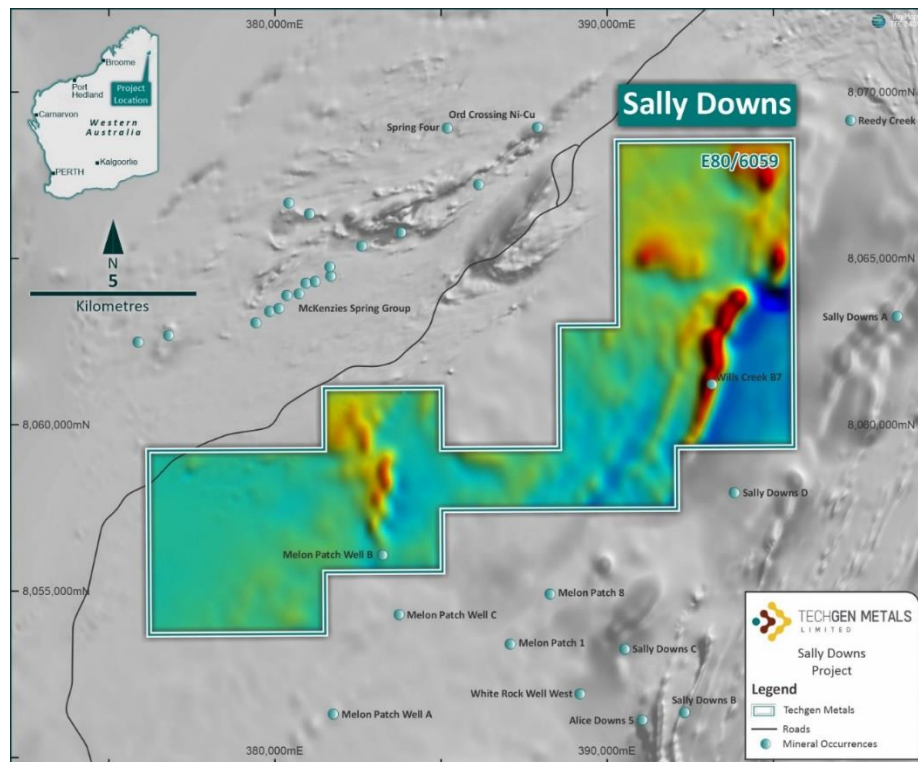 380,000mE
390,000mE
Broome
Port
Hedland
Project
Location
Carnarvon
Western
Australia
Kalgoorlie
PERTH
N
5
Kilometres
Ord Crossing Ni-Cu
Spring Four
Sally Downs
8,070,000mN
Reedy Creek
E80/6059
8,065,000mN
McKenzies Spring Group
Sally Downs A
Wills Creek B7
8,060,000mN
8,080,000mN
Sally Downs D
Melon Patch Well B
8,055,000mN
Melon Patch 8
Melon Patch Well C
Melon Patch 1
Sally Downs C
White Rock Well West
Sally Downs B
Melon Patch Well A
Alice Downs 5
380,000mE
390,000mE
TECHGEN METALS
LIMITED
Sally Downs
Project
Legend
Techgen Metals
Roads
Mineral Occurrences